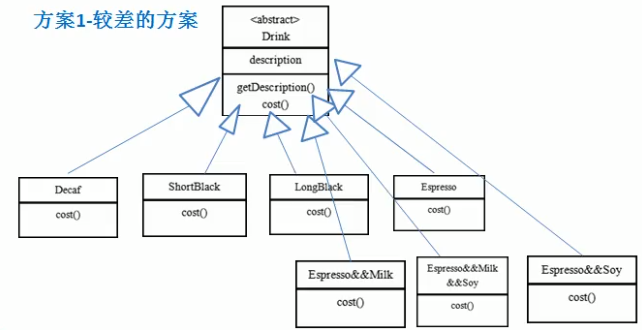 方案1-较差的方案
<abstract>
Drink
description
getDescription()
cost()
Decaf
cost()
ShortBlack
cost()
LongBlack
cost()
Espresso
cost()
Espresso&&Milk
cost()
Espresso&&Milk
&&Soy
cost()
Espresso&&Soy
cost()